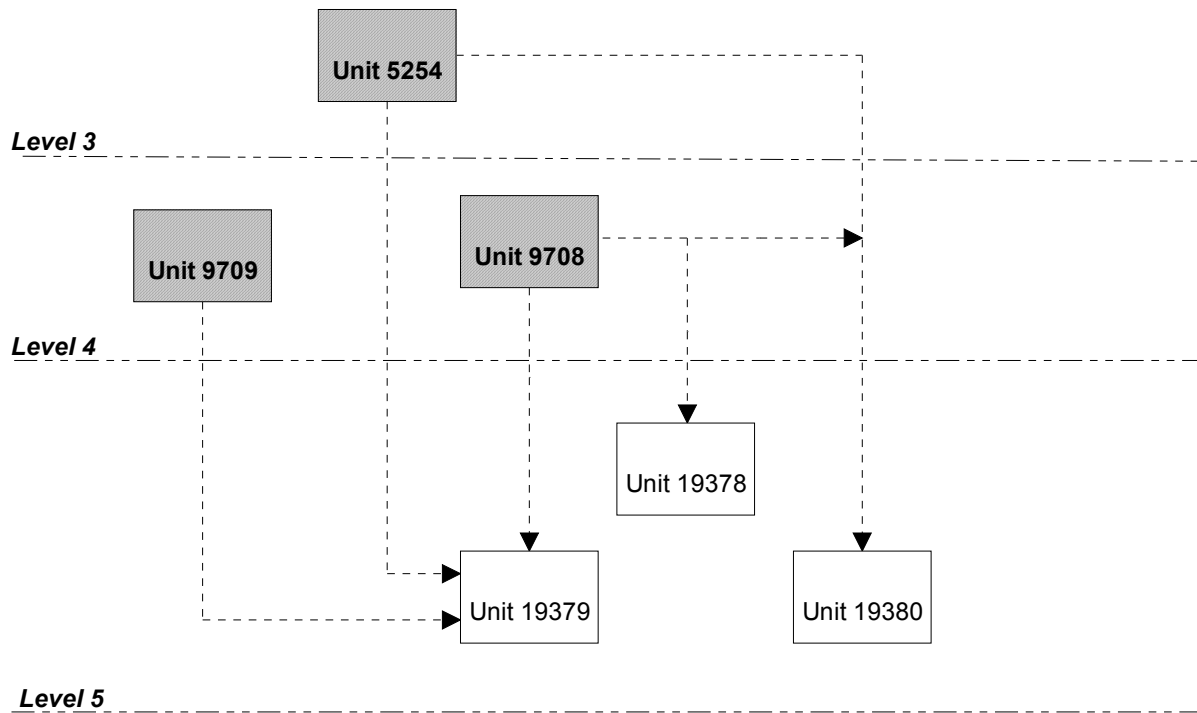 Unit 5254
Level 3
Unit 9709
Unit 9708
Level 4
Unit 19378
Unit 19379
Unit 19380
Level 5